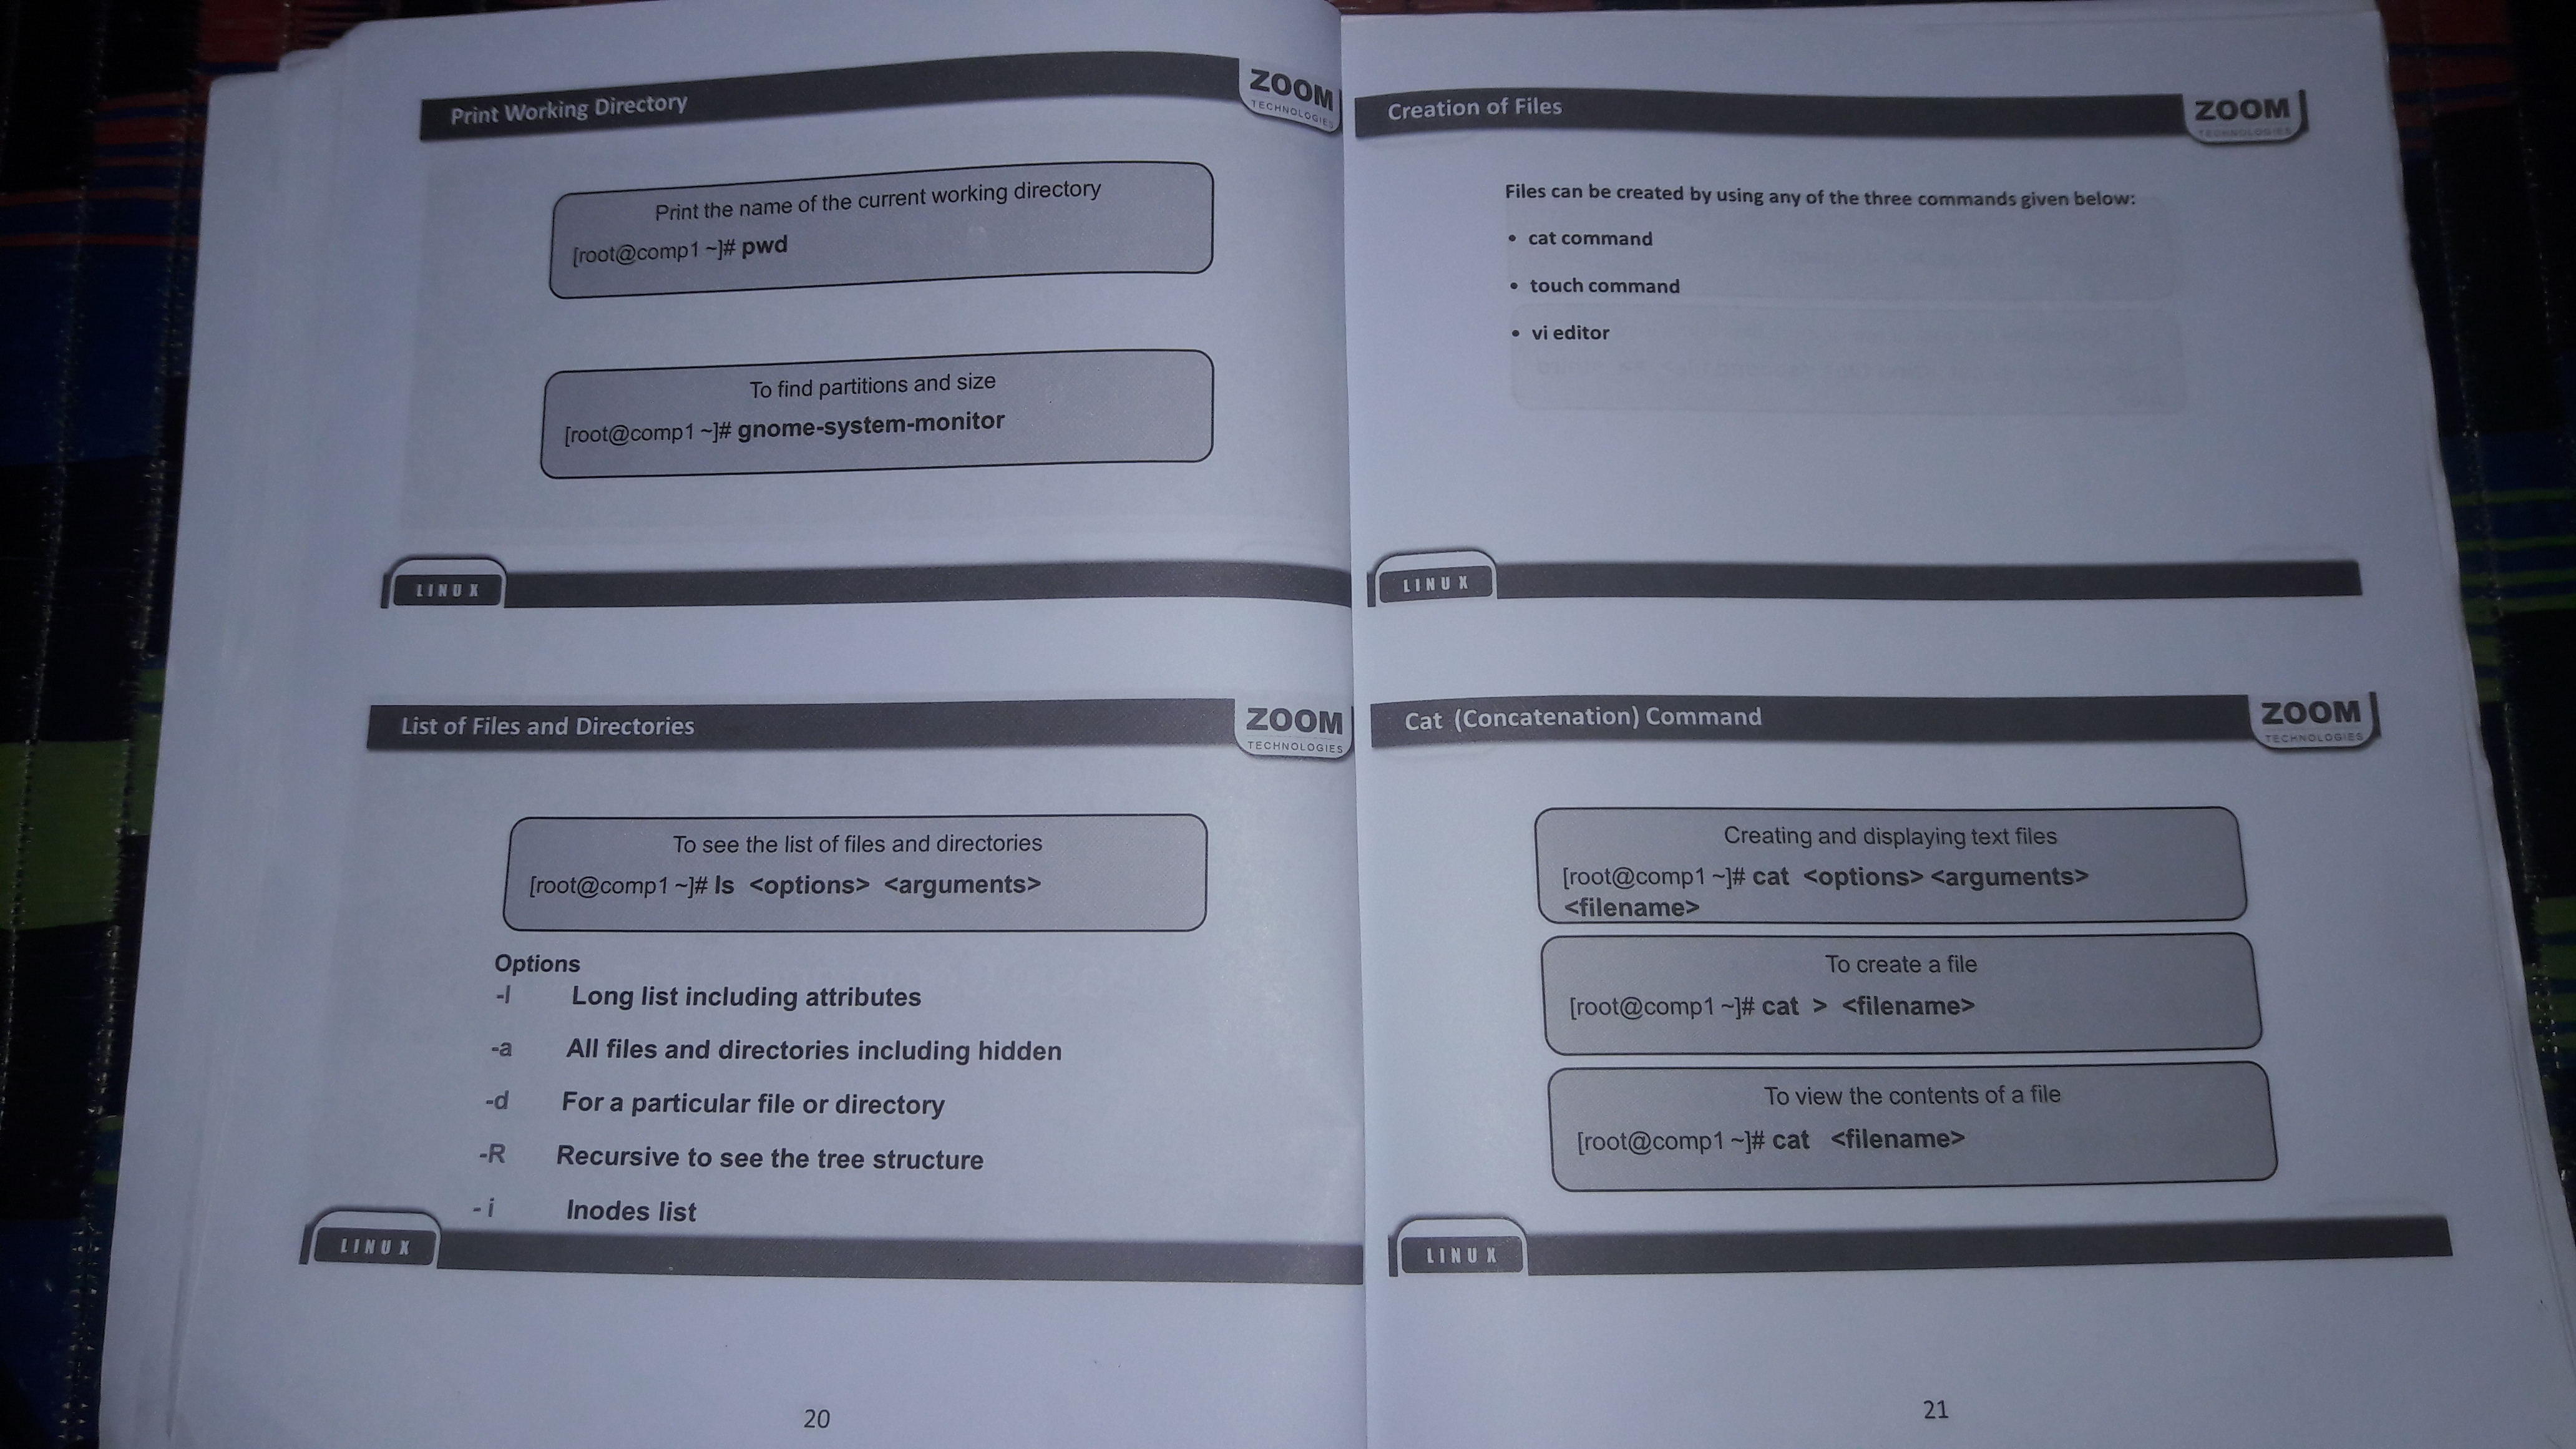 Print Working Directory
ZOOM
TECHNOLOGIES
Print the name of the current working directory
[root@comp1 ~]# pwd
To find partitions and size
[root@comp1 ~]# gnome-system-monitor
LINUX
List of Files and Directories
ZOOM
TECHNOLOGIES
To see the list of files and directories
[root@comp1 ~]# ls <options> <arguments>
Options
-l Long list including attributes
-a All files and directories including hidden
-d For a particular file or directory
-R Recursive to see the tree structure
- i Inodes list
LINUX
20
Creation of Files
ZOOM
TECHNOLOGIES
Files can be created by using any of the three commands given below:
• cat command
• touch command
• vi editor
LINUX
Cat (Concatenation) Command
ZOOM
TECHNOLOGIES
Creating and displaying text files
[root@comp1 ~]# cat <options> <arguments>
<filename>
To create a file
[root@comp1 ~]# cat > <filename>
To view the contents of a file
[root@comp1 ~]# cat <filename>
LINUX
21